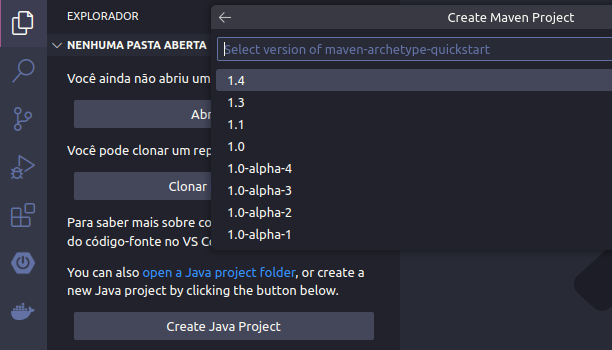 EXPLORADOR
NENHUMA PASTA ABERTA
Você ainda não abriu um
Abr
Você pode clonar um rep
Clonar
Para saber mais sobre co
do código-fonte no VS Co
You can also open a Java project folder, or create a
new Java project by clicking the button below.
Create Java Project
Create Maven Project
Select version of maven-archetype-quickstart
1.4
1.3
1.1
1.0
1.0-alpha-4
1.0-alpha-3
1.0-alpha-2
1.0-alpha-1